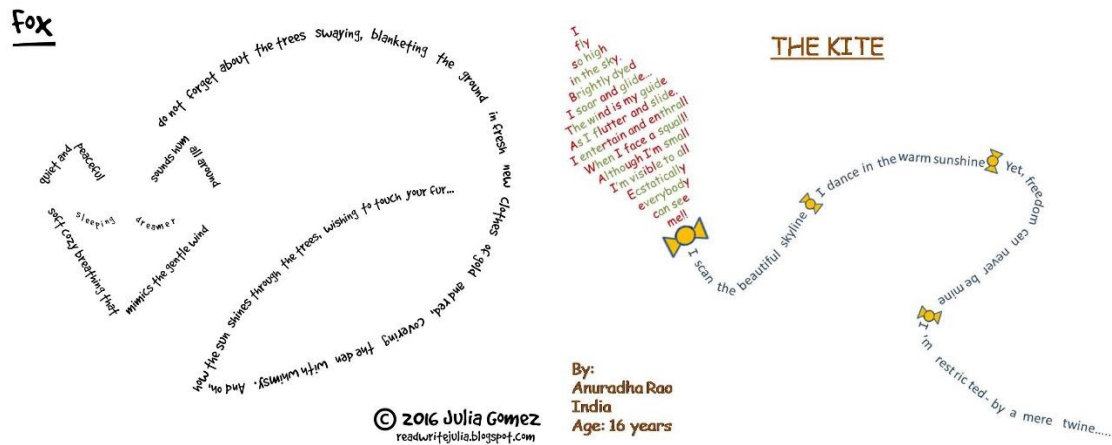 Fox
quiet and peaceful
sounds hum all around
sleeping dreamer
soft cozy breathing that
mimics the gentle wind
do not forget about the trees swaying, blanketing the ground in fresh new clothes of gold and red, covering the den with whimsy. And oh,
how the sun shines through the trees, wishing to touch your fur...
© 2016 Julia Gomez
readwritejulia.blogspot.com
THE KITE
I
fly
so high
in the sky.
Brightly dyed
I soar and glide...
The wind is my guide
As I flutter and slide.
I entertain and enthrall
When I face a squall!
Although I'm small
I'm visible to all
Ecstatically
everybody
can see
me!!
I scan the beautiful skyline
I dance in the warm sunshine
Yet, freedom can never be mine
I'm restricted- by a mere twine.....
By:
Anuradha Rao
India
Age: 16 years